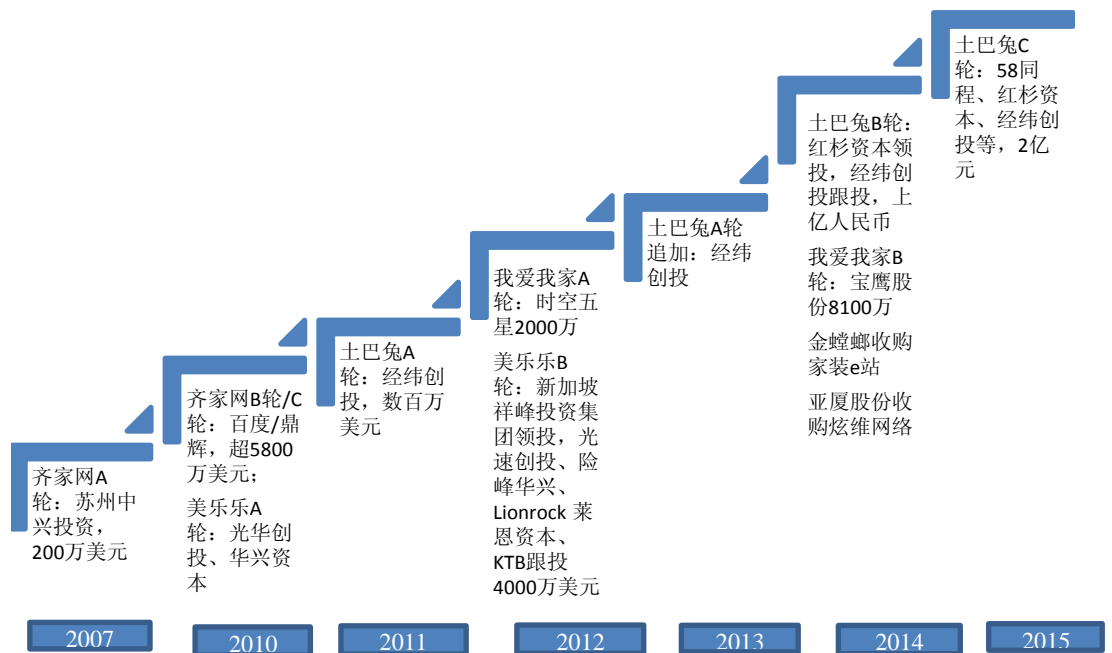 齐家网A
轮：苏州中
兴投资，
200万美元
齐家网B轮/C
轮：百度/鼎
辉，超5800
万美元；
美乐乐A
轮：光华创
投、华兴资
本
土巴兔A
轮：经纬创
投，数百万
美元
我爱我家A
轮：时空五
星2000万
美乐乐B
轮：新加坡
祥峰投资集
团领投，光
速创投、险
峰华兴、
Lionrock 莱
恩资本、
KTB跟投
4000万美元
土巴兔A轮
追加：经纬
创投
土巴兔B轮：
红杉资本领
投，经纬创
投跟投，上
亿人民币
我爱我家B
轮：宝鹰股
份8100万
金螳螂收购
家装e站
亚厦股份收
购炫维网络
土巴兔C
轮：58同
程、红杉资
本、经纬创
投等，2亿
元
2007
2010
2011
2012
2013
2014
2015